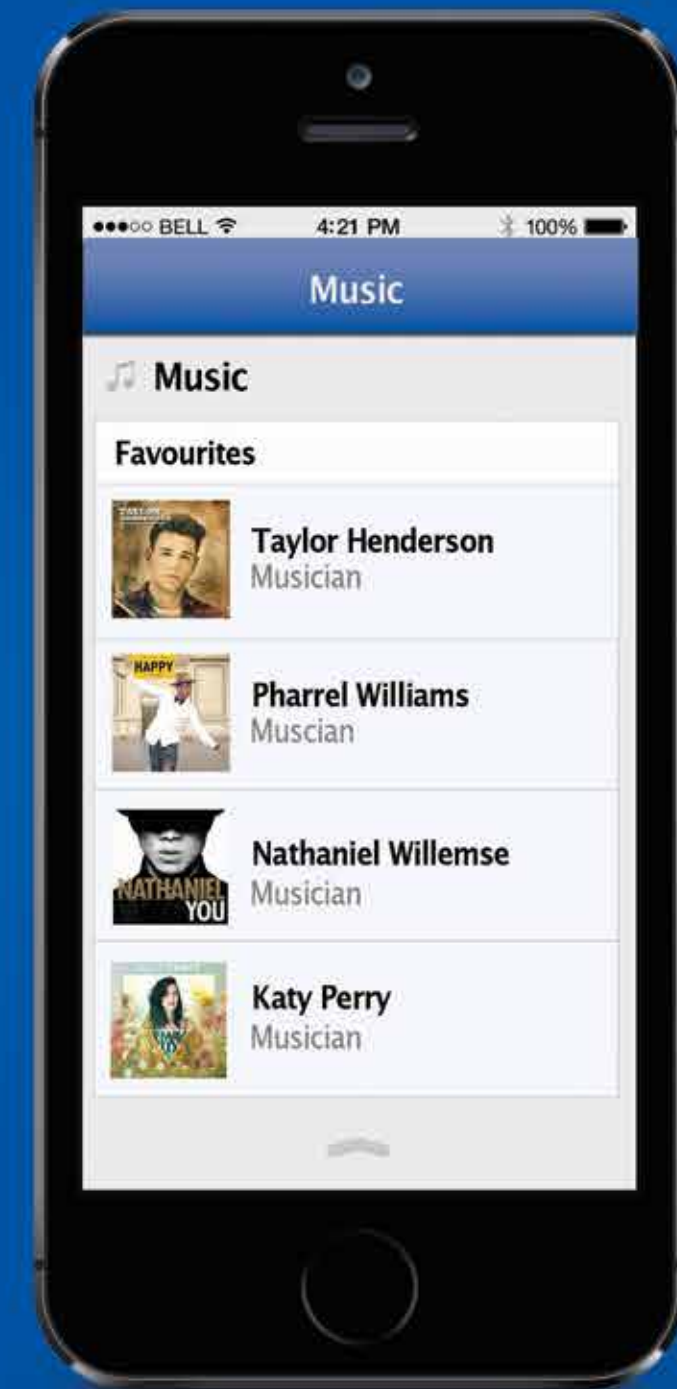 BELL 4:21 PM 100%
Music
Music
Favourites
Taylor Henderson
Musician
HAPPY
Pharrel Williams
Muscian
NATHANIEL
YOU
Nathaniel Willemse
Musician
Katy Perry
Musician